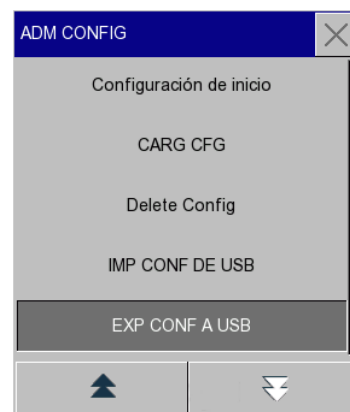 ADM CONFIG
Configuración de inicio
CARG CFG
Delete Config
IMP CONF DE USB
EXP CONF A USB